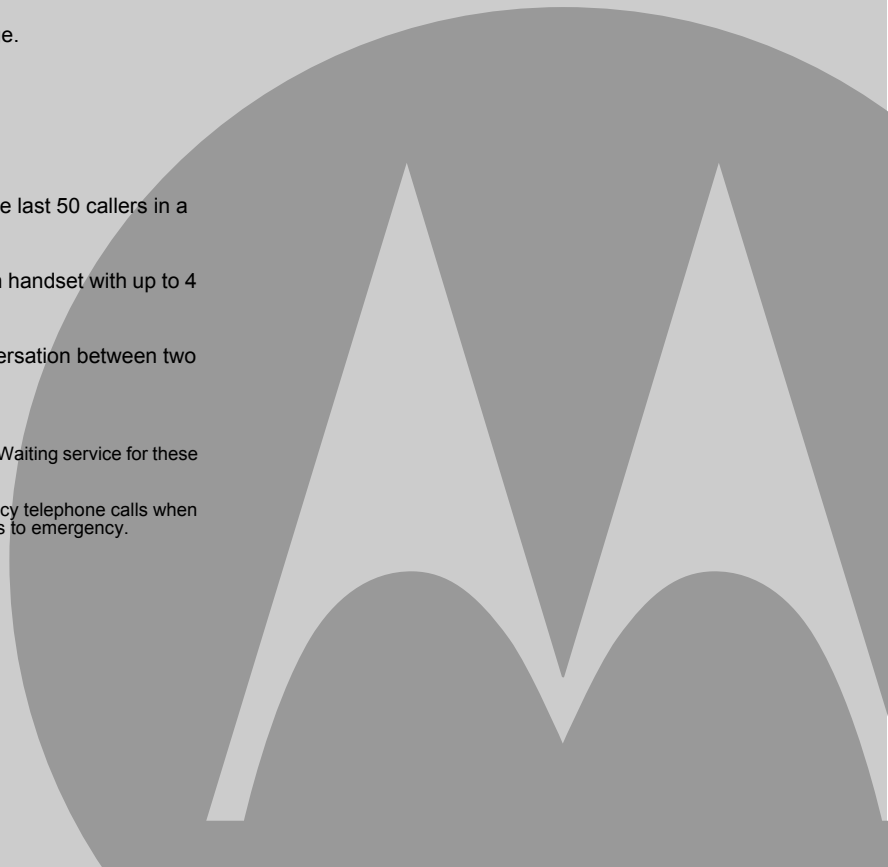 e.
e last 50 callers in a
handset with up to 4
ersation between two
Waiting service for these
cy telephone calls when
s to emergency.